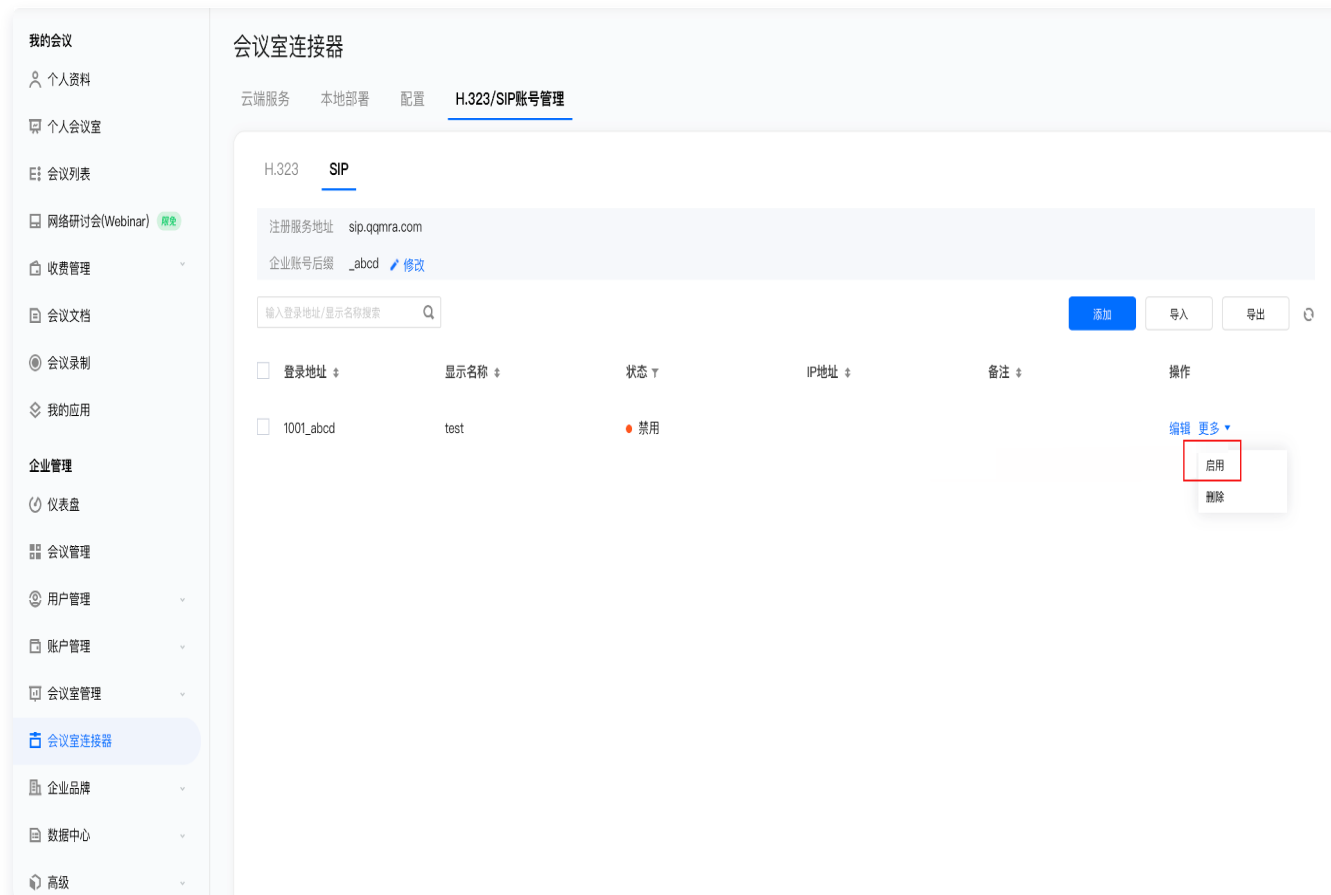 我的会议
个人资料
个人会议室
会议列表
网络研讨会(Webinar) 限免
收费管理
会议文档
会议录制
我的应用
企业管理
仪表盘
会议管理
用户管理
账户管理
会议室管理
会议室连接器
企业品牌
数据中心
高级
会议室连接器
云端服务 本地部署 配置 H.323/SIP账号管理
H.323 SIP
注册服务地址 sip.qqmra.com
企业账号后缀 _abcd 修改
输入登录地址/显示名称搜索 添加 导入 导出
登录地址 显示名称 状态 IP地址 备注 操作
1001_abcd test 禁用 编辑 更多
启用
删除